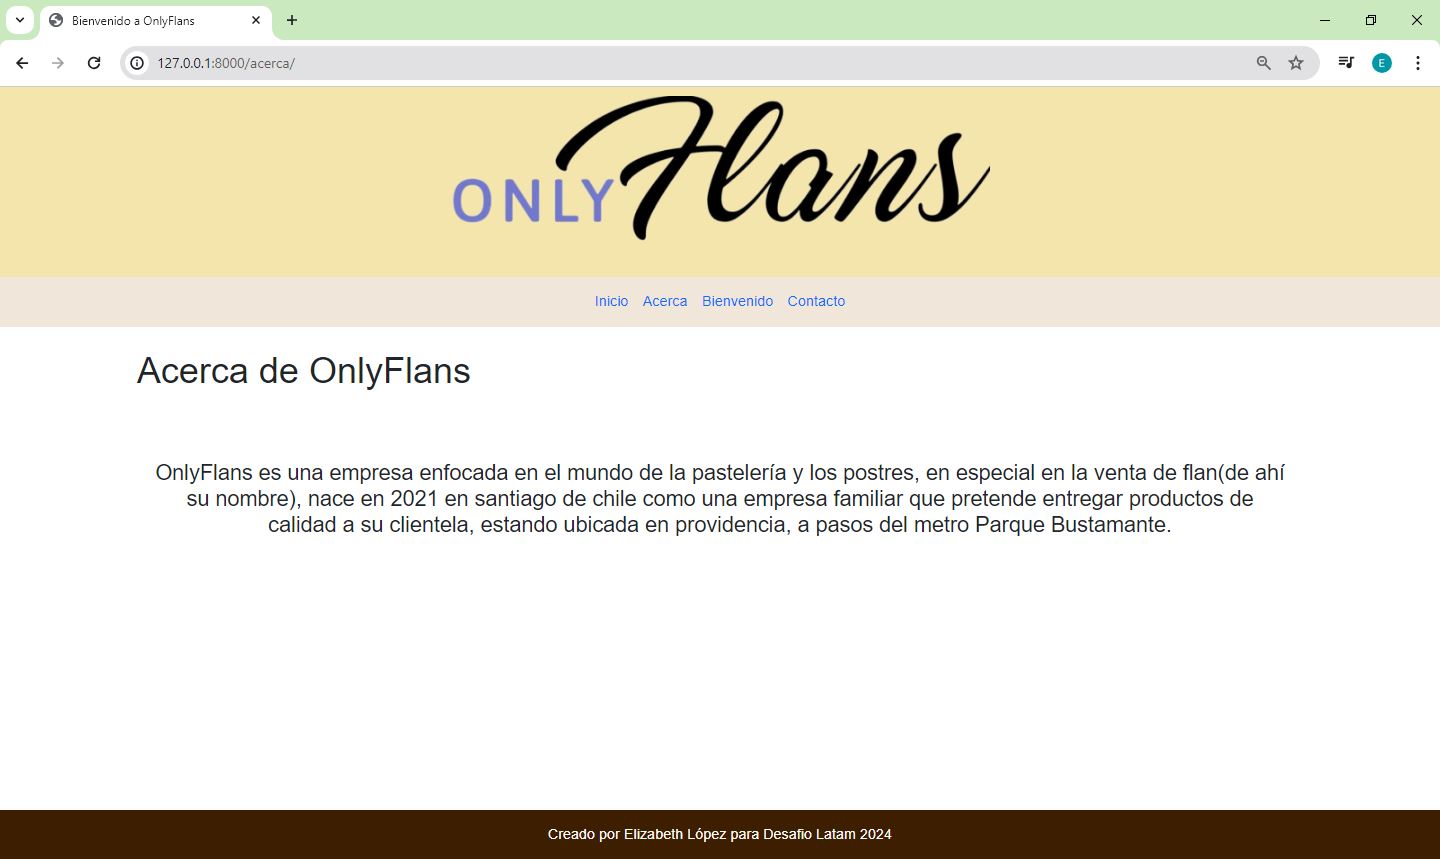 Bienvenido a OnlyFlans
127.0.0.1:8000/acerca/
E
ONLY Flans
Inicio Acerca Bienvenido Contacto
Acerca de OnlyFlans
OnlyFlans es una empresa enfocada en el mundo de la pastelería y los postres, en especial en la venta de flan(de ahí
su nombre), nace en 2021 en santiago de chile como una empresa familiar que pretende entregar productos de
calidad a su clientela, estando ubicada en providencia, a pasos del metro Parque Bustamante.
Creado por Elizabeth López para Desafio Latam 2024